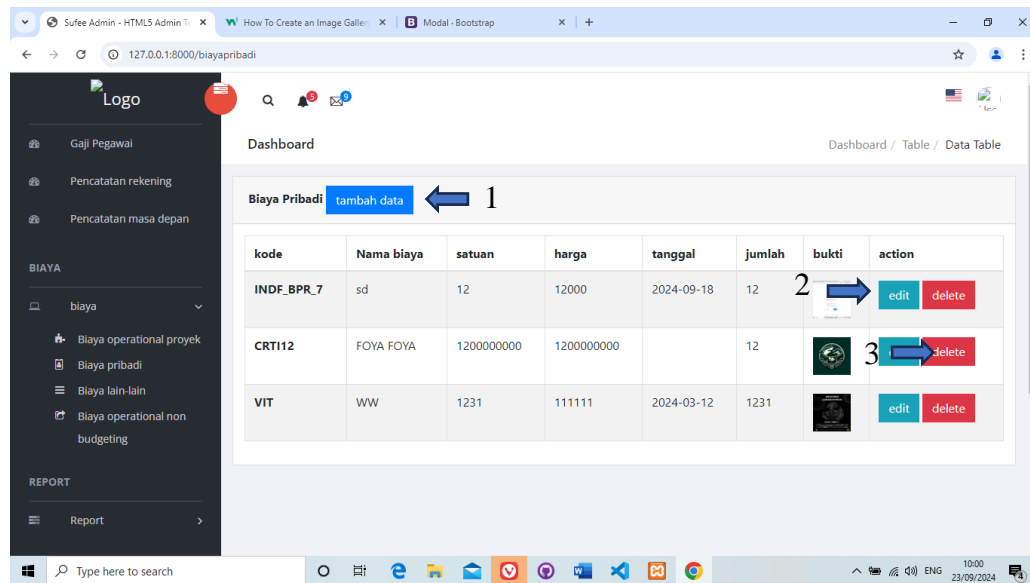 Sufee Admin - HTML5 Admin Te
How To Create an Image Gallery
Modal · Bootstrap
127.0.0.1:8000/biayapribadi
Logo
5
9
Gaji Pegawai
Pencatatan rekening
Pencatatan masa depan
BIAYA
biaya
Biaya operational proyek
Biaya pribadi
Biaya lain-lain
Biaya operational non
budgeting
REPORT
Report
Dashboard
Dashboard / Table / Data Table
Biaya Pribadi tambah data 1
kode Nama biaya satuan harga tanggal jumlah bukti action
INDF_BPR_7 sd 12 12000 2024-09-18 12 2 edit delete
CRTI12 FOYA FOYA 1200000000 1200000000 12 3 delete
VIT WW 1231 111111 2024-03-12 1231 edit delete
Type here to search
ENG
10:00
23/09/2024
4